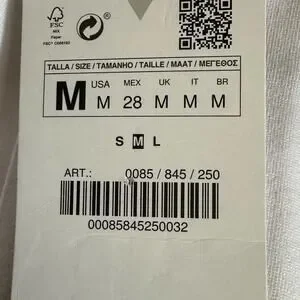 FSC
MIX
Paper
TALLA / SIZE / TAMANHO / TAILLE / MAAT / ΜΕΓΕΘΟΣ
M
USA MEX UK IT BR
M 28 M M M
S M L
ART.: 0085 / 845 / 250
00085845250032